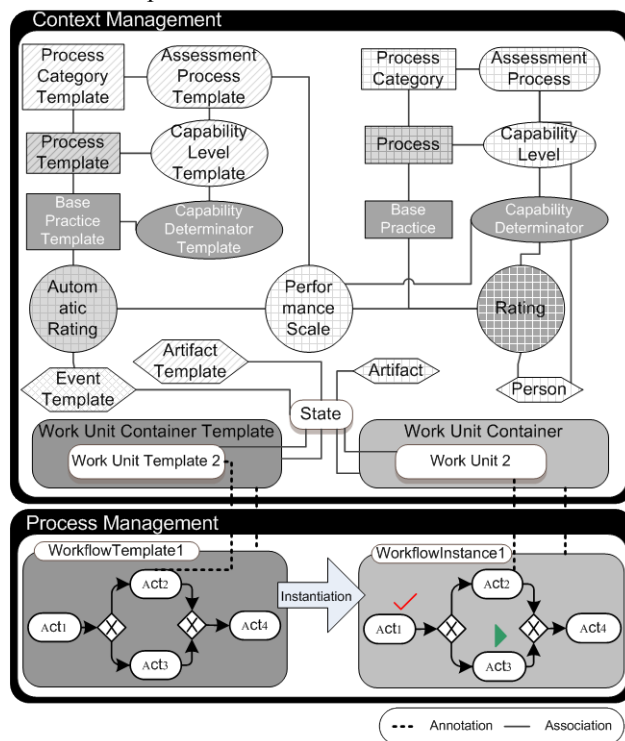 Context Management
Process
Category
Template
Assessment
Process
Template
Process
Category
Assessment
Process
Process
Template
Capability
Level
Template
Process
Capability
Level
Base
Practice
Template
Capability
Determinator
Template
Base
Practice
Capability
Determinator
Autom
atic
Rating
Perfor
mance
Scale
Rating
Artifact
Template
Artifact
Event
Template
Person
State
Work Unit Container Template
Work Unit Container
Work Unit Template 2
Work Unit 2
Process Management
WorkflowTemplate1
WorkflowInstance1
Act2
Act2
Instantiation
Act1
X
X
Act4
Act1
X
X
Act4
Act3
Act3
Annotation
Association